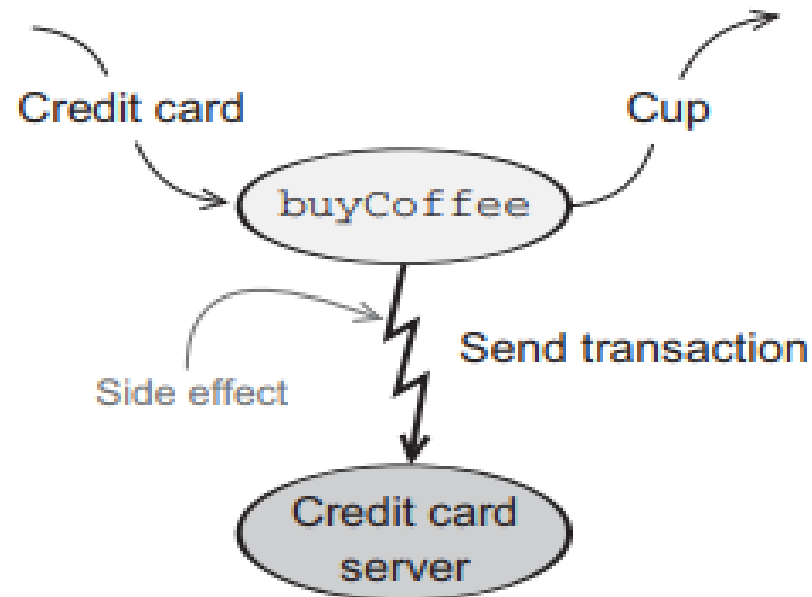 Credit card
Cup
buyCoffee
Send transaction
Side effect
Credit card
server